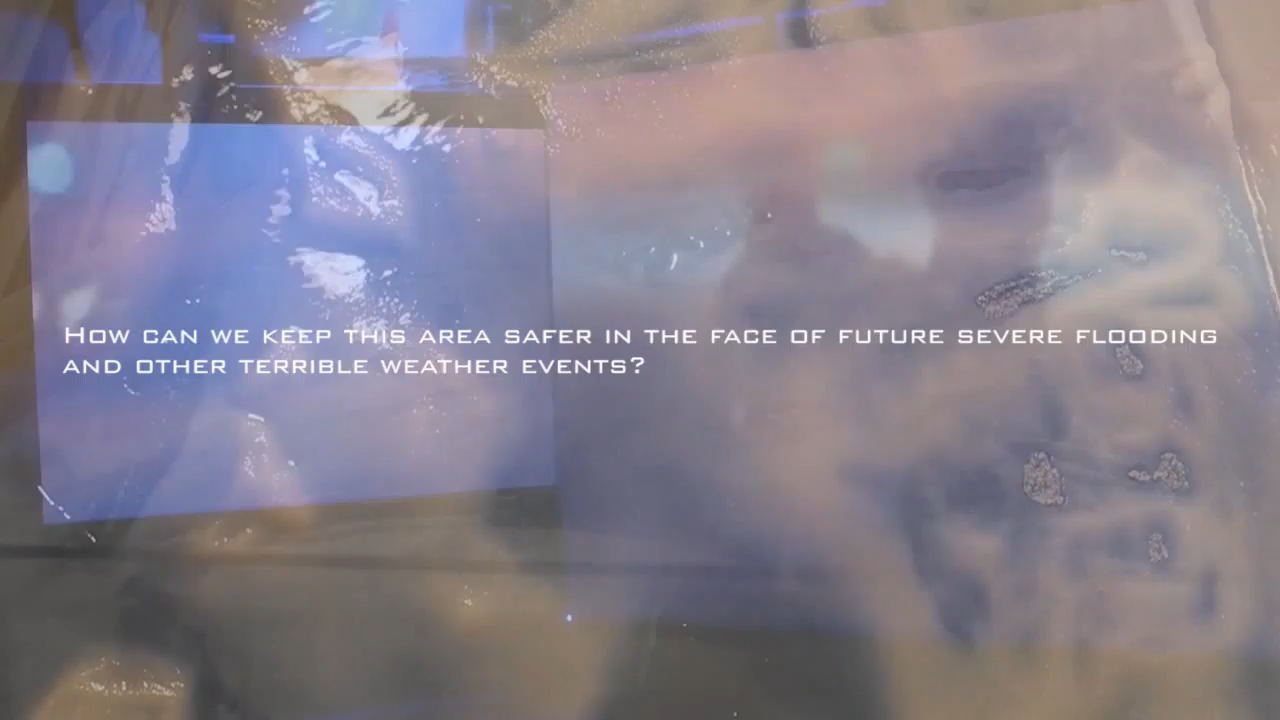 How can we keep this area safer in the face of future severe flooding
and other terrible weather events?